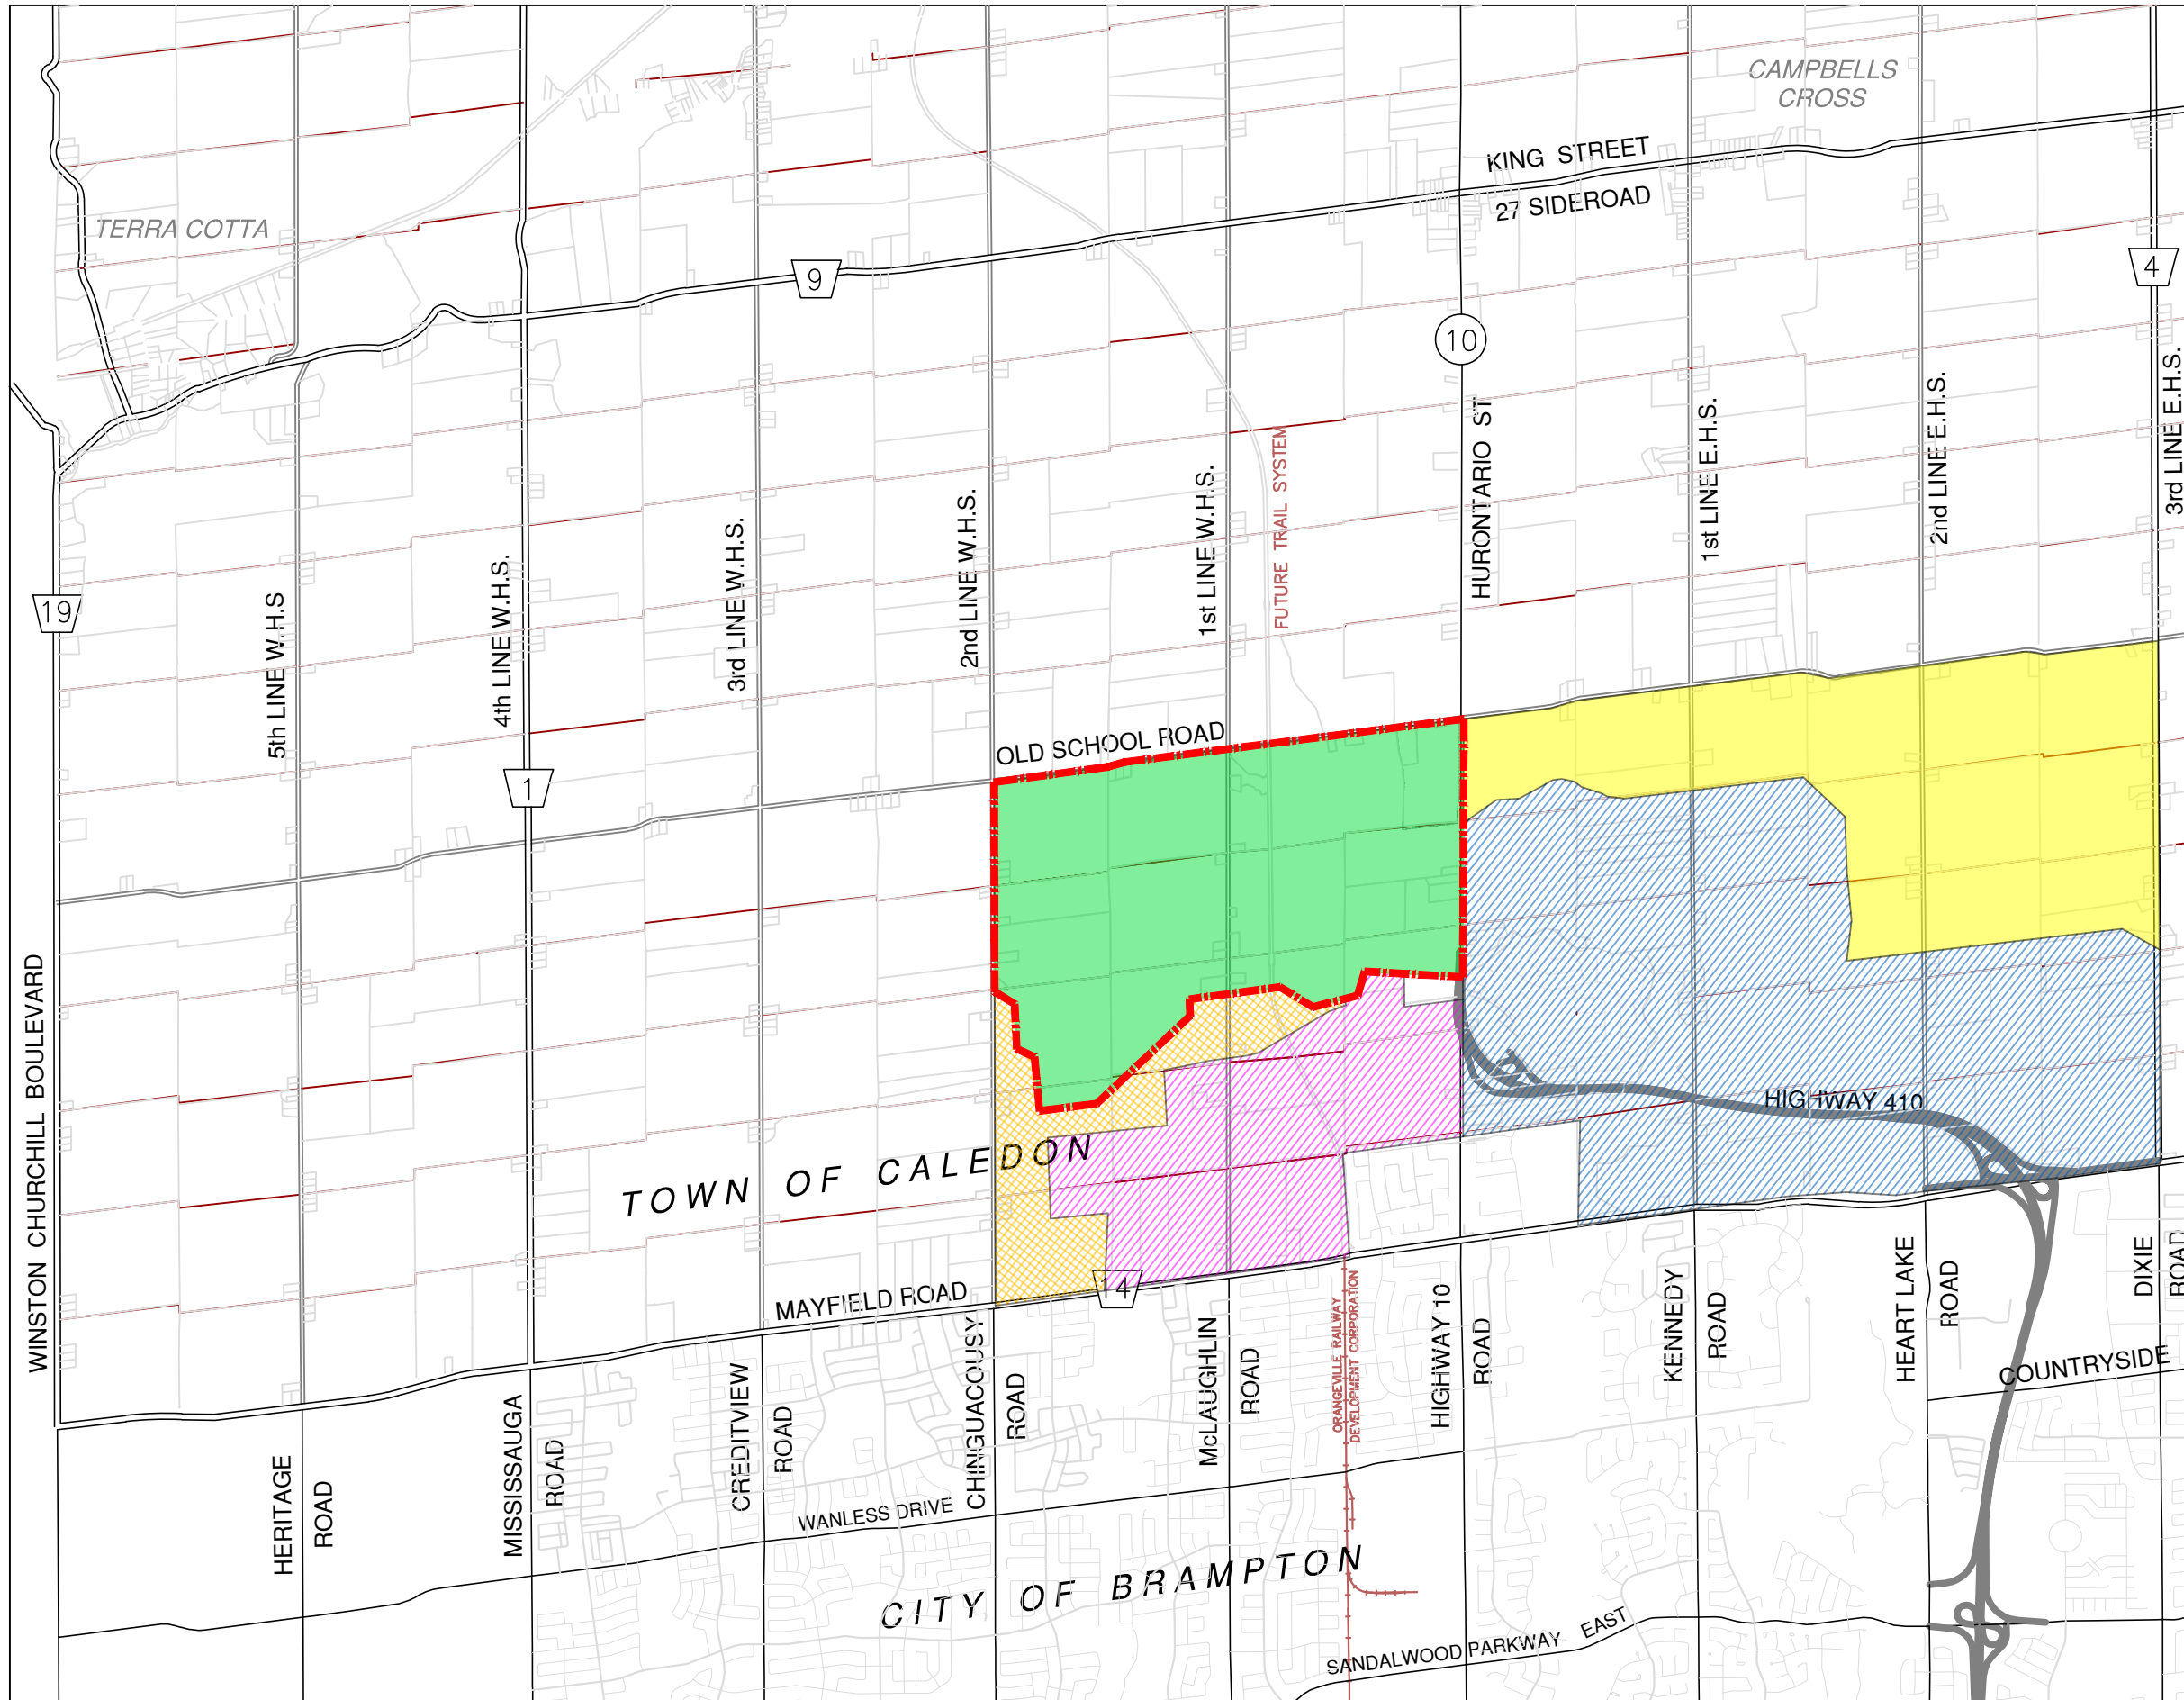 CAMPBELLS
CROSS
KING STREET
27 SIDEROAD
TERRA COTTA
9
4
10
19
1
14
5th LINE W.H.S
4th LINE W.H.S.
3rd LINE W.H.S.
2nd LINE W.H.S.
1st LINE W.H.S.
FUTURE TRAIL SYSTEM
HURONTARIO ST
1st LINE E.H.S.
2nd LINE E.H.S.
3rd LINE E.H.S.
OLD SCHOOL ROAD
WINSTON CHURCHILL BOULEVARD
HIGHWAY 410
TOWN OF CALEDON
MAYFIELD ROAD
HERITAGE
ROAD
MISSISSAUGA
ROAD
CREDITVIEW
ROAD
CHINGUACOUSY
ROAD
McLAUGHLIN
ROAD
ORANGEVILLE RAILWAY
DEVELOPMENT CORPORATION
HIGHWAY 10
ROAD
KENNEDY
ROAD
HEART LAKE
ROAD
DIXIE
ROAD
COUNTRYSIDE
WANLESS DRIVE
CITY OF BRAMPTON
SANDALWOOD PARKWAY EAST